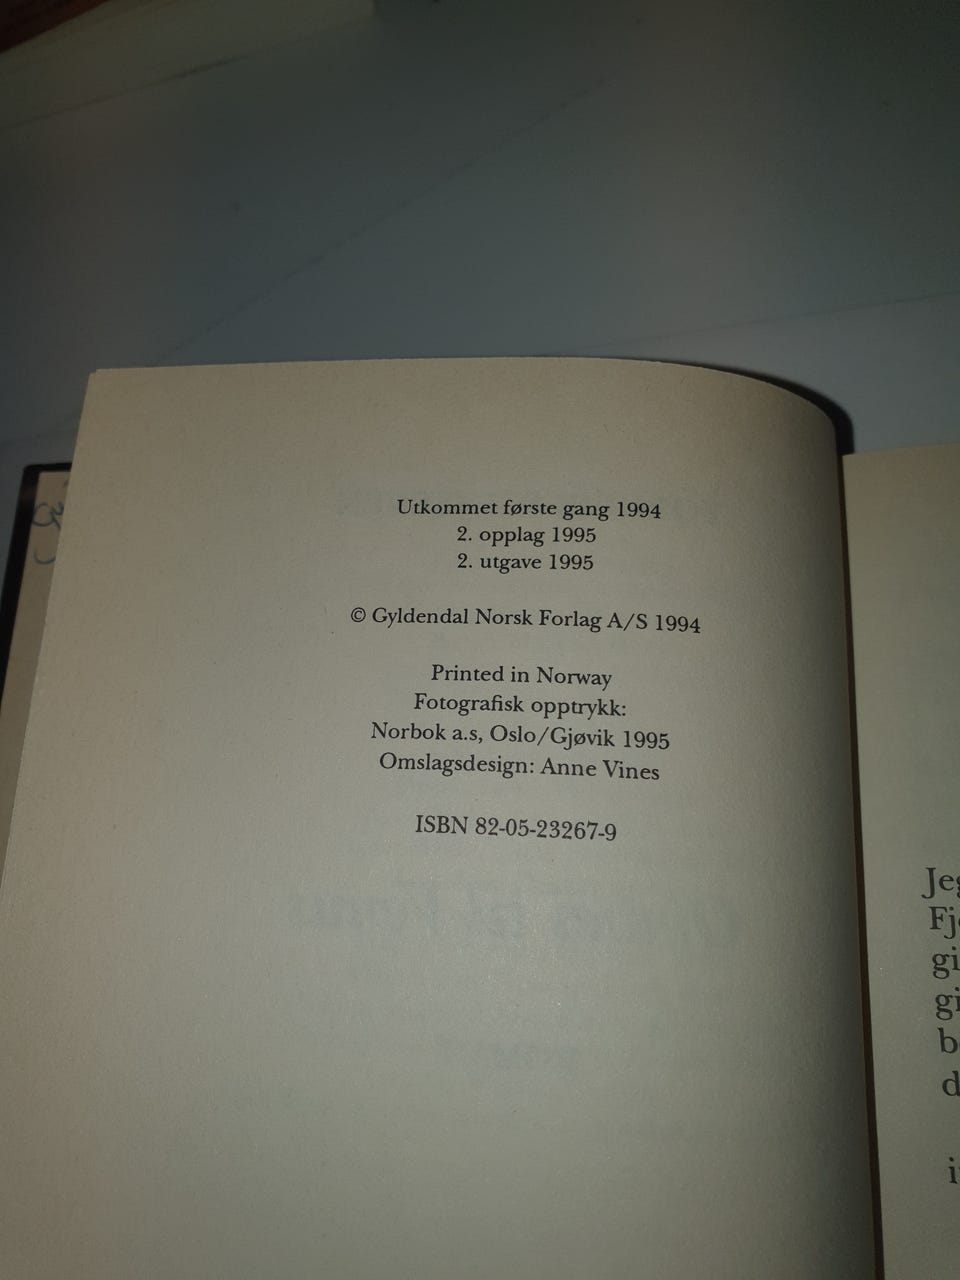 Utkommet første gang 1994
2. opplag 1995
2. utgave 1995
© Gyldendal Norsk Forlag A/S 1994
Printed in Norway
Fotografisk opptrykk:
Norbok a.s, Oslo/Gjøvik 1995
Omslagsdesign: Anne Vines
ISBN 82-05-23267-9